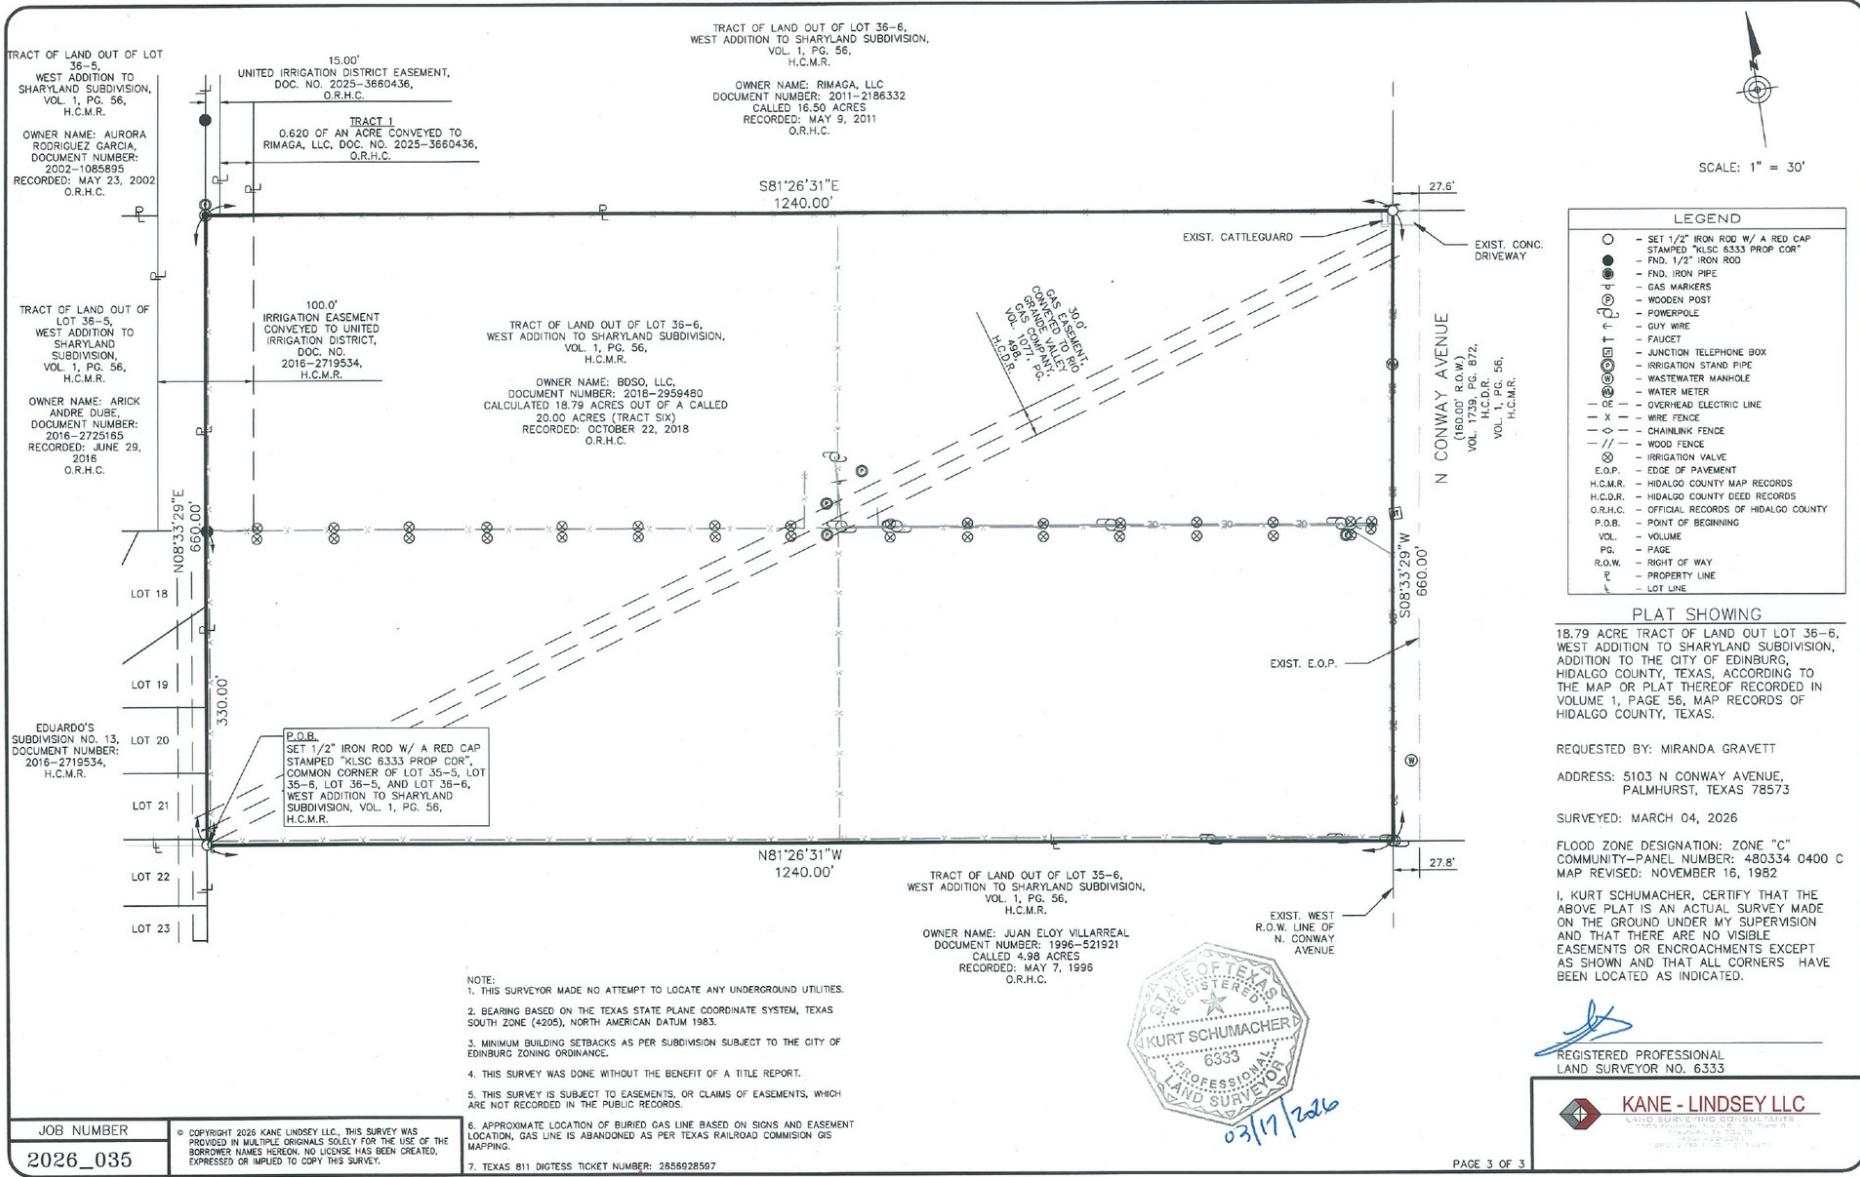 TRACT OF LAND OUT OF LOT
36-5,
WEST ADDITION TO
SHARYLAND SUBDIVISION,
VOL. 1, PG. 56,
H.C.M.R.
OWNER NAME: AURORA
RODRIGUEZ GARCIA,
DOCUMENT NUMBER:
2002-1085895
RECORDED: MAY 23, 2002
O.R.H.C.
15.00'
UNITED IRRIGATION DISTRICT EASEMENT,
DOC. NO. 2025-3660436,
O.R.H.C.
TRACT 1
0.620 OF AN ACRE CONVEYED TO
RIMAGA, LLC, DOC. NO. 2025-3660436,
O.R.H.C.
TRACT OF LAND OUT OF LOT 36-6,
WEST ADDITION TO SHARYLAND SUBDIVISION,
VOL. 1, PG. 56,
H.C.M.R.
OWNER NAME: RIMAGA, LLC
DOCUMENT NUMBER: 2011-2186332
CALLED 16.50 ACRES
RECORDED: MAY 9, 2011
O.R.H.C.
SCALE: 1" = 30'
S81°26'31"E
1240.00'
27.6'
EXIST. CATTLEGUARD
EXIST. CONC.
DRIVEWAY
TRACT OF LAND OUT OF
LOT 36-5,
WEST ADDITION TO
SHARYLAND
SUBDIVISION,
VOL. 1, PG. 56,
H.C.M.R.
OWNER NAME: ARICK
ANDRE DUBE,
DOCUMENT NUMBER:
2016-2725165
RECORDED: JUNE 29,
2016
O.R.H.C.
100.0'
IRRIGATION EASEMENT
CONVEYED TO UNITED
IRRIGATION DISTRICT,
DOC. NO.
2016-2719534,
H.C.M.R.
TRACT OF LAND OUT OF LOT 36-6,
WEST ADDITION TO SHARYLAND SUBDIVISION,
VOL. 1, PG. 56,
H.C.M.R.
OWNER NAME: BDSO, LLC,
DOCUMENT NUMBER: 2018-2959480
CALCULATED 18.79 ACRES OUT OF A CALLED
20.00 ACRES (TRACT SIX)
RECORDED: OCTOBER 22, 2018
O.R.H.C.
30.0'
GAS EASEMENT,
CONVEYED TO RIO
GRANDE VALLEY
GAS COMPANY,
VOL. 1077, PG.
498,
H.C.D.R.
N CONWAY AVENUE
(160.00' R.O.W.)
VOL. 1739, PG. 872,
H.C.D.R.
VOL. 1, PG. 56,
H.C.M.R.
N08°33'29"E
660.00'
S08°33'29"W
660.00'
330.00'
EXIST. E.O.P.
LOT 18
LOT 19
LOT 20
LOT 21
LOT 22
LOT 23
EDUARDO'S
SUBDIVISION NO. 13,
DOCUMENT NUMBER:
2016-2719534,
H.C.M.R.
P.O.B.
SET 1/2" IRON ROD W/ A RED CAP
STAMPED "KLSC 6333 PROP COR",
COMMON CORNER OF LOT 35-5, LOT
35-6, LOT 36-5, AND LOT 36-6,
WEST ADDITION TO SHARYLAND
SUBDIVISION, VOL. 1, PG. 56,
H.C.M.R.
N81°26'31"W
1240.00'
27.8'
TRACT OF LAND OUT OF LOT 35-6,
WEST ADDITION TO SHARYLAND SUBDIVISION,
VOL. 1, PG. 56,
H.C.M.R.
OWNER NAME: JUAN ELOY VILLARREAL
DOCUMENT NUMBER: 1996-521921
CALLED 4.98 ACRES
RECORDED: MAY 7, 1996
O.R.H.C.
EXIST. WEST
R.O.W. LINE OF
N. CONWAY
AVENUE
LEGEND
- SET 1/2" IRON ROD W/ A RED CAP
STAMPED "KLSC 6333 PROP COR"
- FND. 1/2" IRON ROD
- FND. IRON PIPE
- GAS MARKERS
- WOODEN POST
- POWERPOLE
- GUY WIRE
- FAUCET
- JUNCTION TELEPHONE BOX
- IRRIGATION STAND PIPE
- WASTEWATER MANHOLE
- WATER METER
OE - OVERHEAD ELECTRIC LINE
X - WIRE FENCE
- CHAINLINK FENCE
// - WOOD FENCE
- IRRIGATION VALVE
E.O.P. - EDGE OF PAVEMENT
H.C.M.R. - HIDALGO COUNTY MAP RECORDS
H.C.D.R. - HIDALGO COUNTY DEED RECORDS
O.R.H.C. - OFFICIAL RECORDS OF HIDALGO COUNTY
P.O.B. - POINT OF BEGINNING
VOL. - VOLUME
PG. - PAGE
R.O.W. - RIGHT OF WAY
- PROPERTY LINE
- LOT LINE
PLAT SHOWING
18.79 ACRE TRACT OF LAND OUT LOT 36-6,
WEST ADDITION TO SHARYLAND SUBDIVISION,
ADDITION TO THE CITY OF EDINBURG,
HIDALGO COUNTY, TEXAS, ACCORDING TO
THE MAP OR PLAT THEREOF RECORDED IN
VOLUME 1, PAGE 56, MAP RECORDS OF
HIDALGO COUNTY, TEXAS.
REQUESTED BY: MIRANDA GRAVETT
ADDRESS: 5103 N CONWAY AVENUE,
PALMHURST, TEXAS 78573
SURVEYED: MARCH 04, 2026
FLOOD ZONE DESIGNATION: ZONE "C"
COMMUNITY-PANEL NUMBER: 480334 0400 C
MAP REVISED: NOVEMBER 16, 1982
I, KURT SCHUMACHER, CERTIFY THAT THE
ABOVE PLAT IS AN ACTUAL SURVEY MADE
ON THE GROUND UNDER MY SUPERVISION
AND THAT THERE ARE NO VISIBLE
EASEMENTS OR ENCROACHMENTS EXCEPT
AS SHOWN AND THAT ALL CORNERS HAVE
BEEN LOCATED AS INDICATED.
REGISTERED PROFESSIONAL
LAND SURVEYOR NO. 6333
NOTE:
1. THIS SURVEYOR MADE NO ATTEMPT TO LOCATE ANY UNDERGROUND UTILITIES.
2. BEARING BASED ON THE TEXAS STATE PLANE COORDINATE SYSTEM, TEXAS
SOUTH ZONE (4205), NORTH AMERICAN DATUM 1983.
3. MINIMUM BUILDING SETBACKS AS PER SUBDIVISION SUBJECT TO THE CITY OF
EDINBURG ZONING ORDINANCE.
4. THIS SURVEY WAS DONE WITHOUT THE BENEFIT OF A TITLE REPORT.
5. THIS SURVEY IS SUBJECT TO EASEMENTS, OR CLAIMS OF EASEMENTS, WHICH
ARE NOT RECORDED IN THE PUBLIC RECORDS.
6. APPROXIMATE LOCATION OF BURIED GAS LINE BASED ON SIGNS AND EASEMENT
LOCATION, GAS LINE IS ABANDONED AS PER TEXAS RAILROAD COMMISION GIS
MAPPING.
7. TEXAS 811 DIGTESS TICKET NUMBER: 2656928597
STATE OF TEXAS
REGISTERED
KURT SCHUMACHER
6333
PROFESSIONAL
LAND SURVEYOR
03/17/2026
JOB NUMBER
2026_035
© COPYRIGHT 2026 KANE LINDSEY LLC., THIS SURVEY WAS
PROVIDED IN MULTIPLE ORIGINALS SOLELY FOR THE USE OF THE
BORROWER NAMES HEREON. NO LICENSE HAS BEEN CREATED,
EXPRESSED OR IMPLIED TO COPY THIS SURVEY.
PAGE 3 OF 3
KANE - LINDSEY LLC
LAND SURVEYING CONSULTANTS